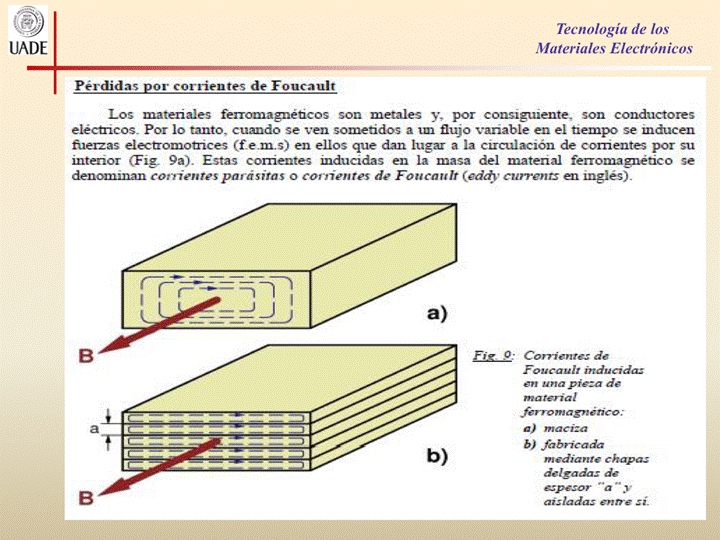 UADE
Tecnología de los
Materiales Electrónicos
Pérdidas por corrientes de Foucault
Los materiales ferromagnéticos son metales y, por consiguiente, son conductores
eléctricos. Por lo tanto, cuando se ven sometidos a un flujo variable en el tiempo se inducen
fuerzas electromotrices (f.e.m.s) en ellos que dan lugar a la circulación de corrientes por su
interior (Fig. 9a). Estas corrientes inducidas en la masa del material ferromagnético se
denominan corrientes parásitas o corrientes de Foucault (eddy currents en inglés).
a)
B
Fig. 9: Corrientes de
Foucault inducidas
en una pieza de
material
ferromagnético:
a) maciza
b) fabricada
mediante chapas
delgadas de
espesor "a" y
aisladas entre sí.
a
b)
B